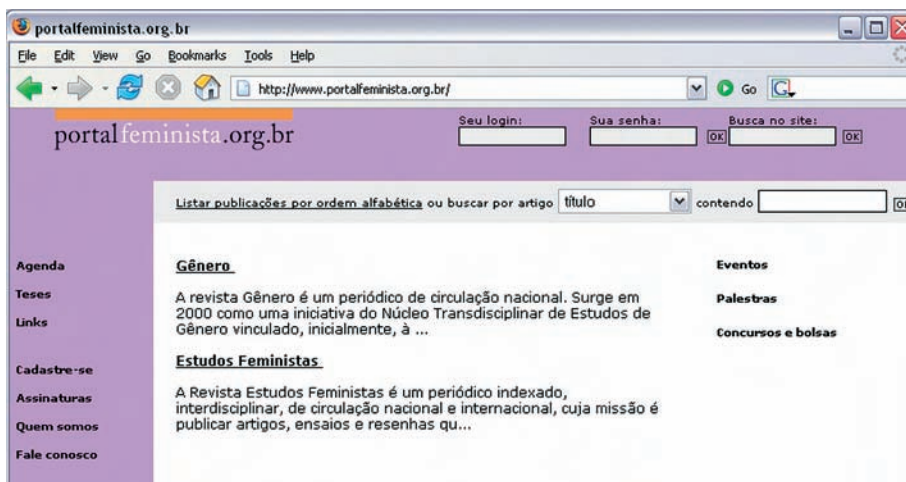 portalfeminista.org.br
File Edit View Go Bookmarks Tools Help
http://www.portalfeminista.org.br/ Go G
portalfeminista.org.br
Seu login: Sua senha: OK Busca no site: OK
Listar publicações por ordem alfabética ou buscar por artigo título contendo
Agenda
Teses
Links
Cadastre-se
Assinaturas
Quem somos
Fale conosco
Gênero
A revista Gênero é um periódico de circulação nacional. Surge em
2000 como uma iniciativa do Núcleo Transdisciplinar de Estudos de
Gênero vinculado, inicialmente, à ...
Estudos Feministas
A Revista Estudos Feministas é um periódico indexado,
interdisciplinar, de circulação nacional e internacional, cuja missão é
publicar artigos, ensaios e resenhas qu...
Eventos
Palestras
Concursos e bolsas